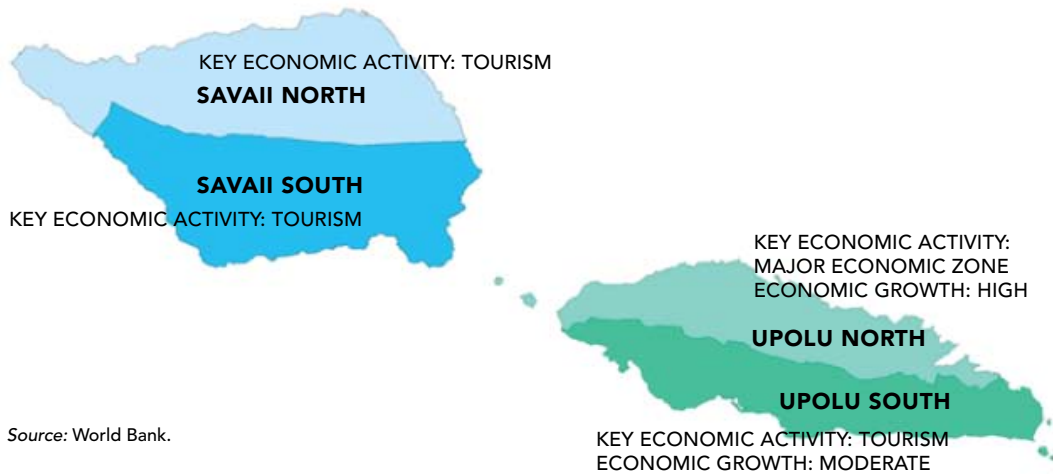 KEY ECONOMIC ACTIVITY: TOURISM
SAVAII NORTH
SAVAII SOUTH
KEY ECONOMIC ACTIVITY: TOURISM
KEY ECONOMIC ACTIVITY:
MAJOR ECONOMIC ZONE
ECONOMIC GROWTH: HIGH
UPOLU NORTH
UPOLU SOUTH
KEY ECONOMIC ACTIVITY: TOURISM
ECONOMIC GROWTH: MODERATE
Source: World Bank.